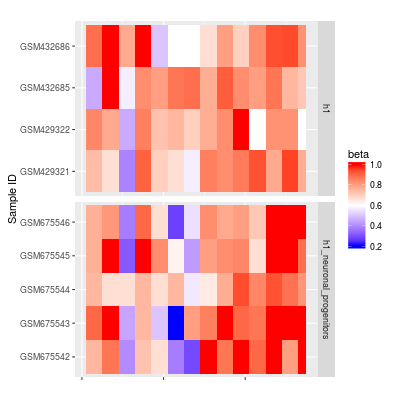 Sample ID
GSM432686
GSM432685
GSM429322
GSM429321
h1
GSM675546
GSM675545
GSM675544
GSM675543
GSM675542
h1_neuronal_progenitors
beta
1.0
0.8
0.6
0.4
0.2